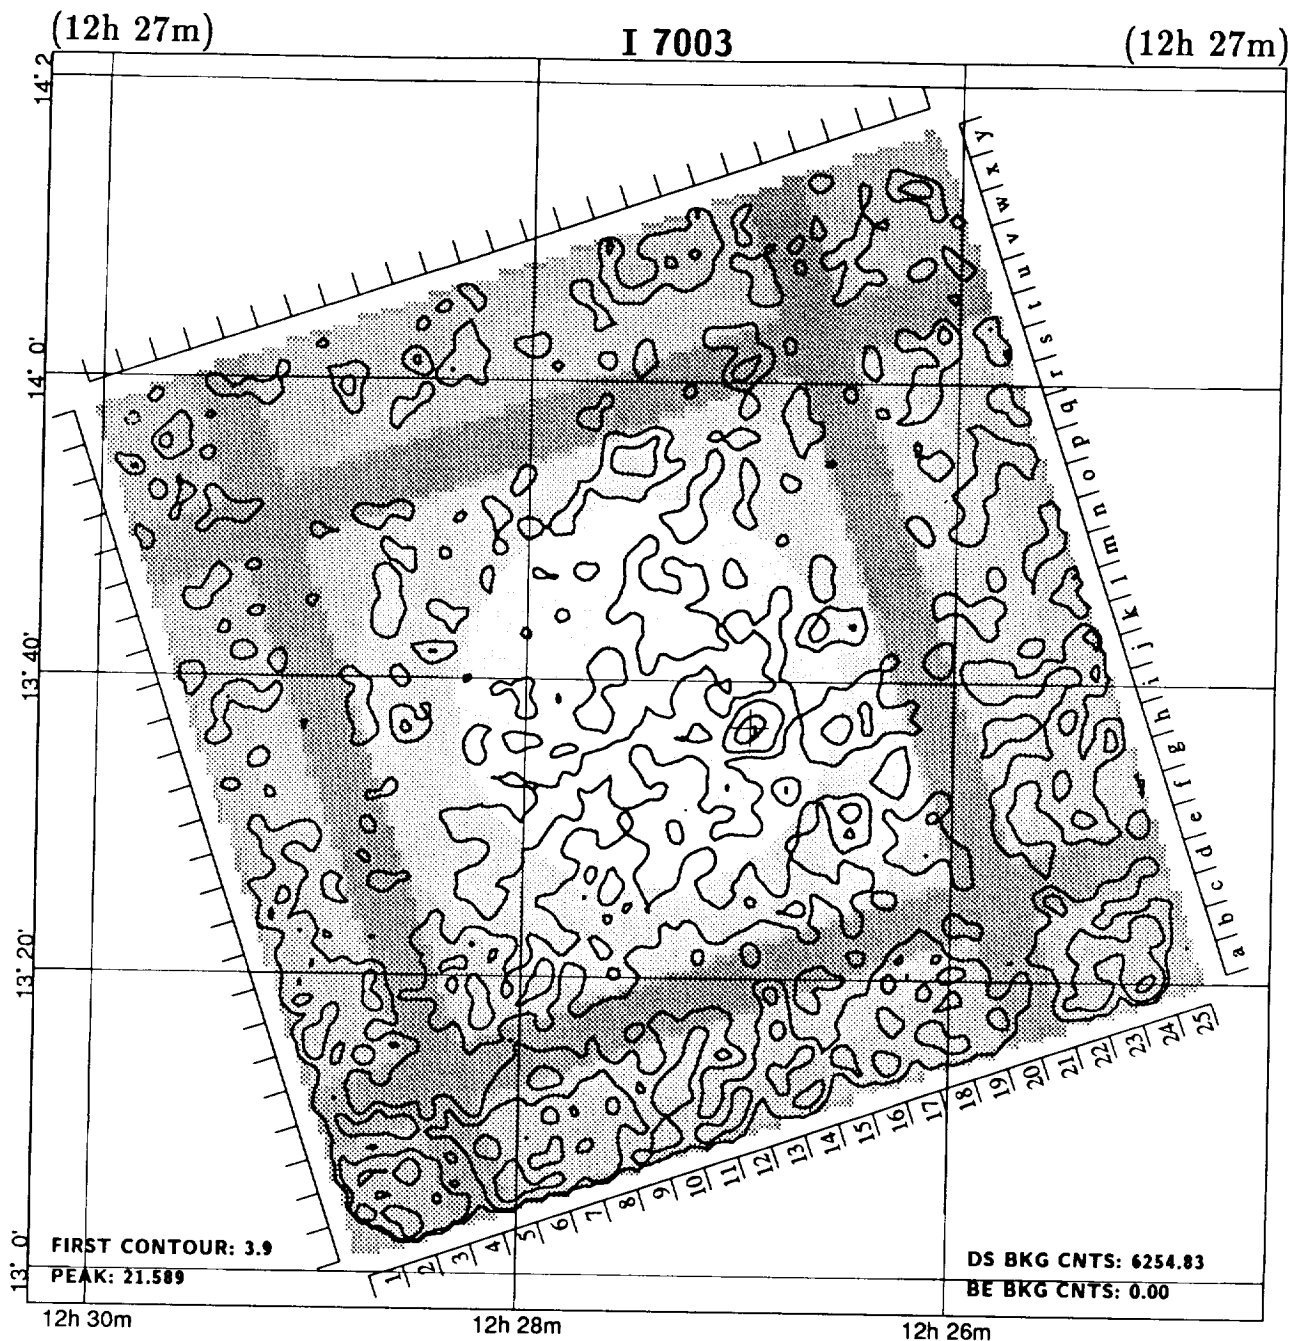 (12h 27m)
I 7003
(12h 27m)
14° 2
14° 0'
13° 40'
13° 20'
13° 0'
y
x
w
v
u
t
s
r
q
p
o
n
m
l
k
j
i
h
g
f
e
d
c
b
a
1
2
3
4
5
6
7
8
9
10
11
12
13
14
15
16
17
18
19
20
21
22
23
24
25
FIRST CONTOUR: 3.9
PEAK: 21.589
DS BKG CNTS: 6254.83
BE BKG CNTS: 0.00
12h 30m
12h 28m
12h 26m